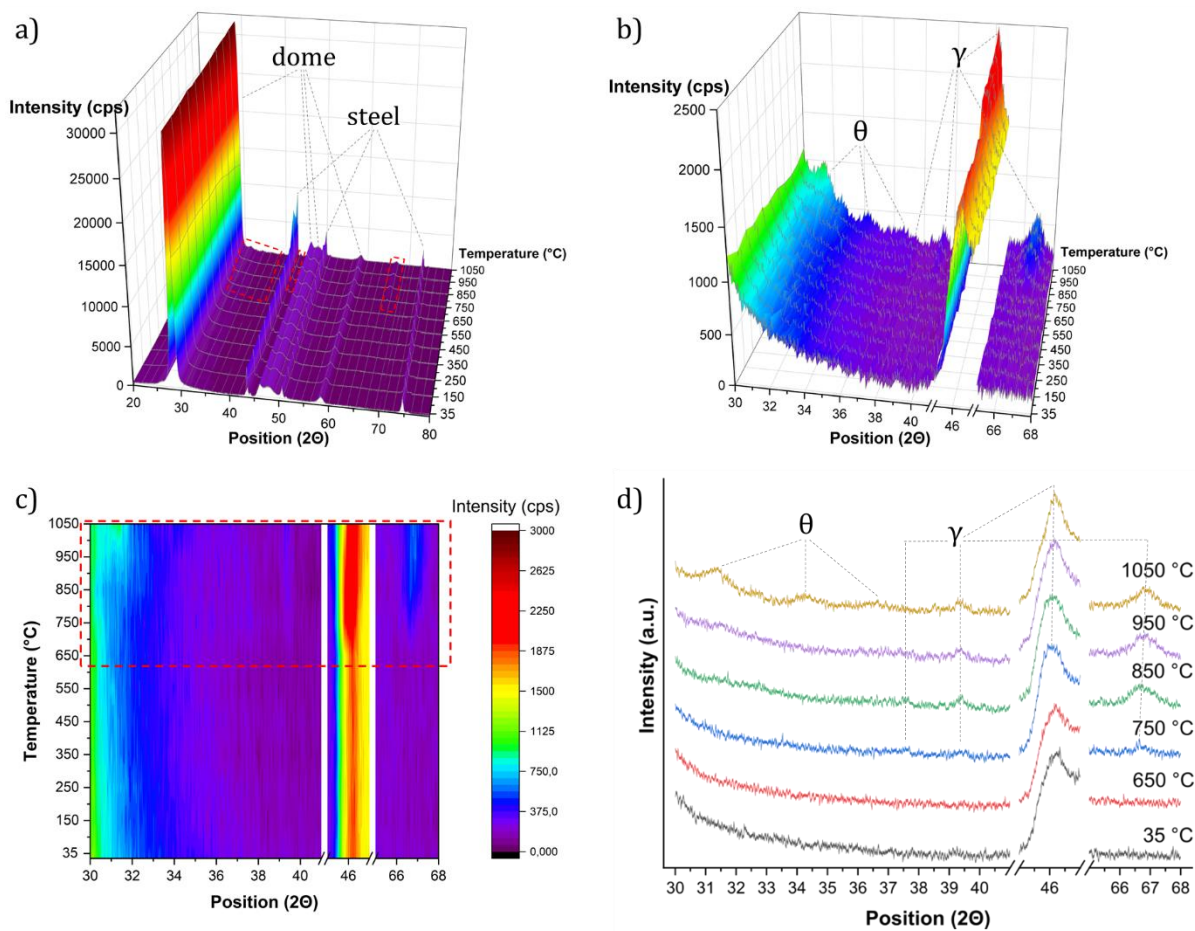 a)
dome
steel
Intensity (cps)
30000
25000
20000
15000
10000
5000
0
20 30 40 50 60 70 80
Position (2Θ)
Temperature (°C)
1050
950
850
750
650
550
450
350
250
150
35
b)
γ
θ
Intensity (cps)
2500
2000
1500
1000
500
30 32 34 36 38 40 46 66 68
Position (2Θ)
Temperature (°C)
1050
950
850
750
650
550
450
350
250
150
35
c)
Intensity (cps)
Temperature (°C)
1050
950
850
750
650
550
450
350
250
150
35
30 32 34 36 38 40 46 66 68
Position (2Θ)
3000
2625
2250
1875
1500
1125
750,0
375,0
0,000
d)
θ
γ
1050 °C
950 °C
850 °C
750 °C
650 °C
35 °C
Intensity (a.u.)
30 31 32 33 34 35 36 37 38 39 40 46 66 67 68
Position (2Θ)